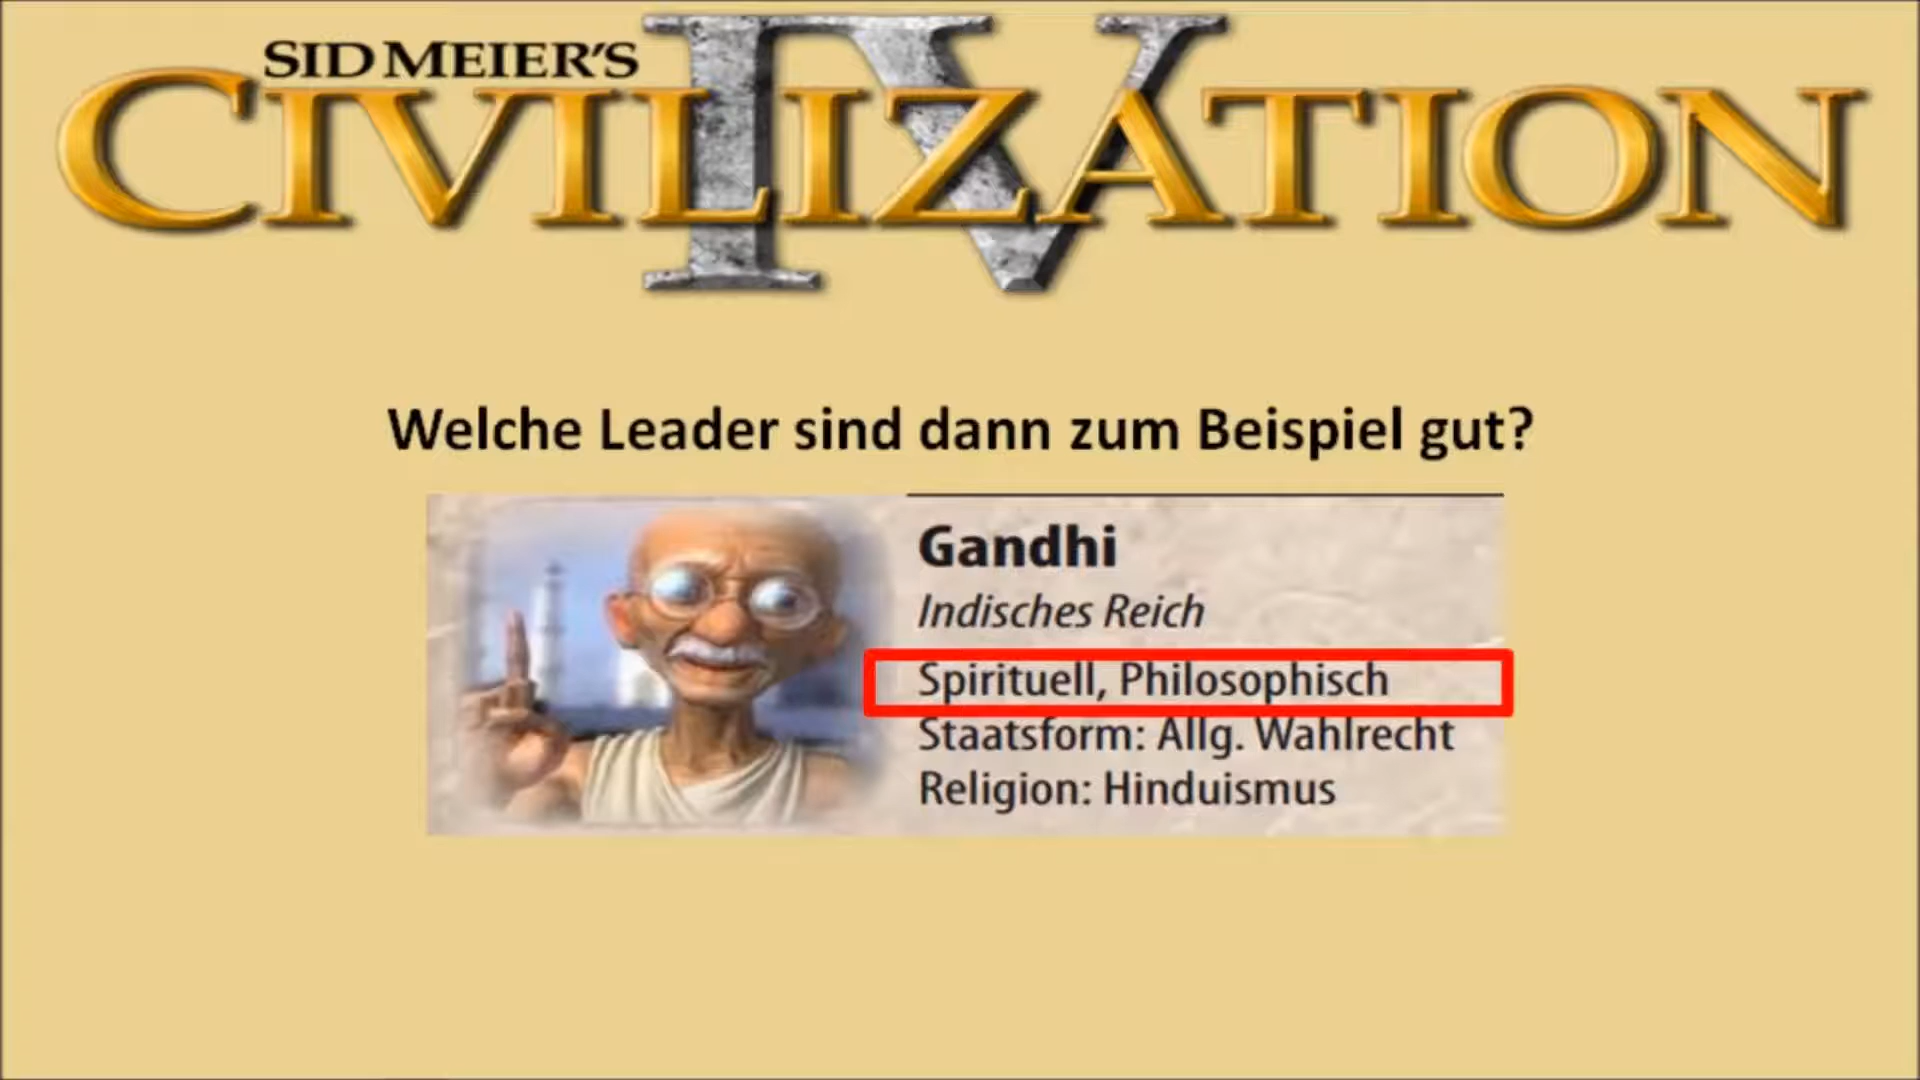 SID MEIER'S
IV
CIVILIZATION
Welche Leader sind dann zum Beispiel gut?
Gandhi
Indisches Reich
Spirituell, Philosophisch
Staatsform: Allg. Wahlrecht
Religion: Hinduismus